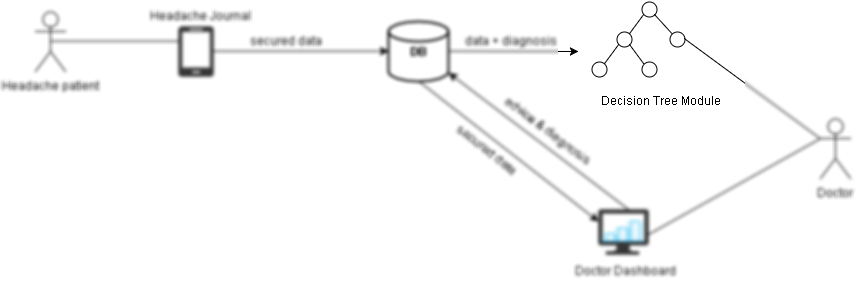 Headache Journal
secured data
DB
data + diagnosis
Headache patient
Decision Tree Module
advice & diagnosis
secured data
Doctor
Doctor Dashboard